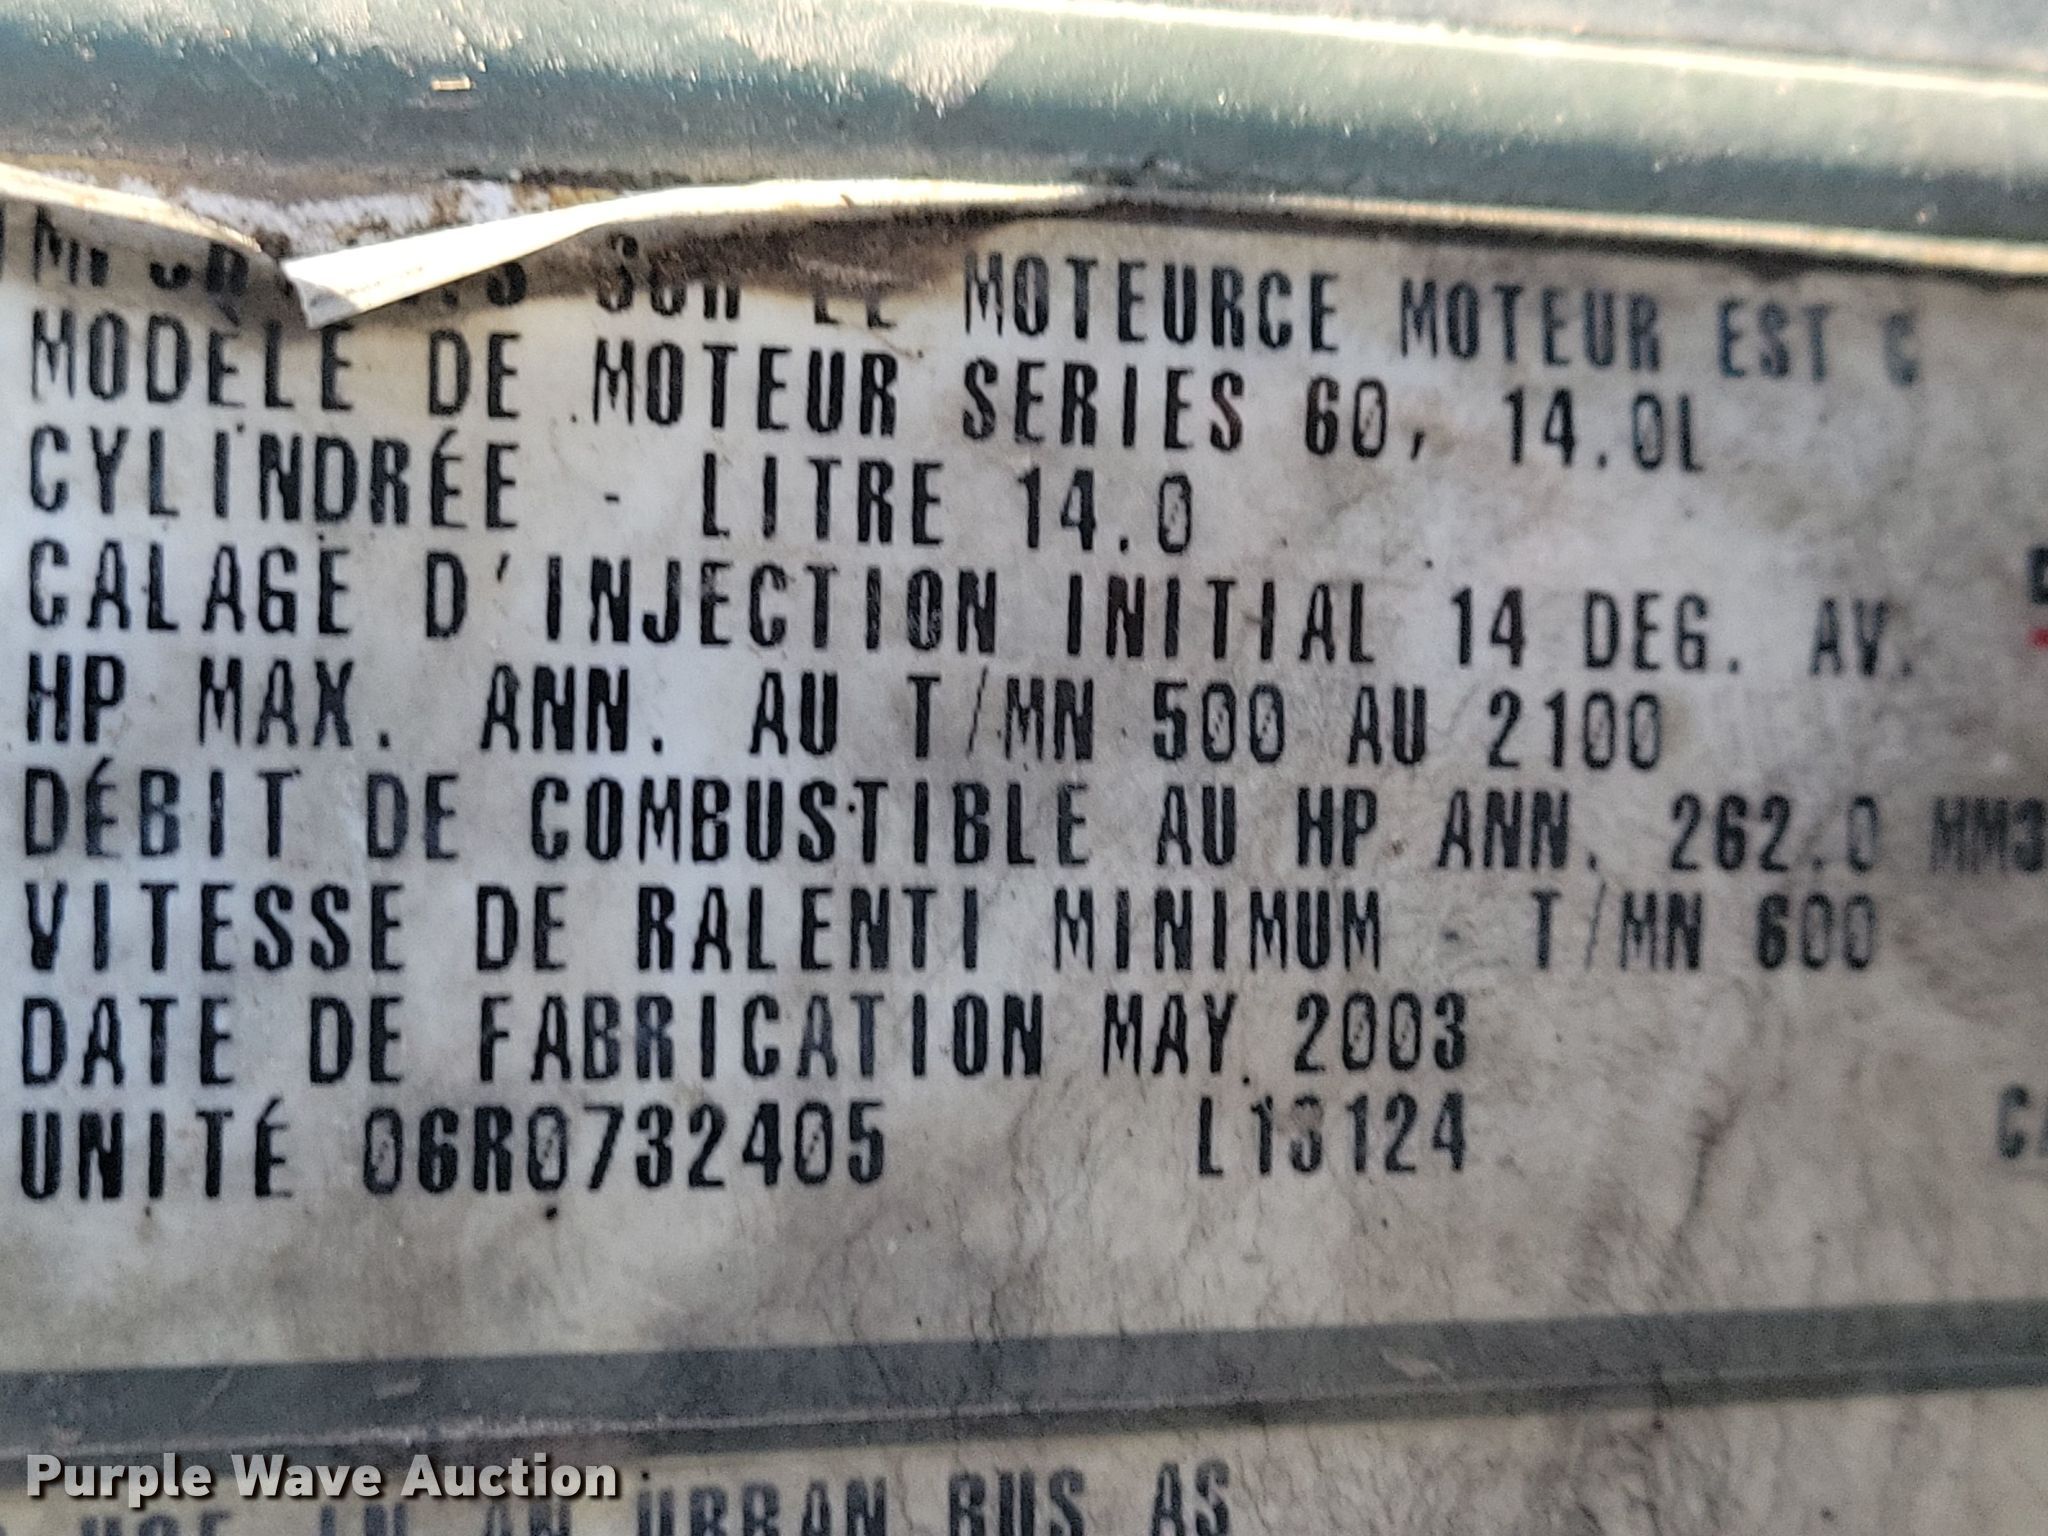 MOTEURCE MOTEUR EST
MODÈLE DE MOTEUR SERIES 60, 14.0L
CYLINDRÉE - LITRE 14.0
CALAGE D'INJECTION INITIAL 14 DEG. AV.
HP MAX. ANN. AU T/MN 500 AU 2100
DÉBIT DE COMBUSTIBLE AU HP ANN. 262.0 MM3
VITESSE DE RALENTI MINIMUM - T/MN 600
DATE DE FABRICATION MAY 2003
UNITÉ 06R0732405 L13124
URBAN BUS AS
Purple Wave Auction